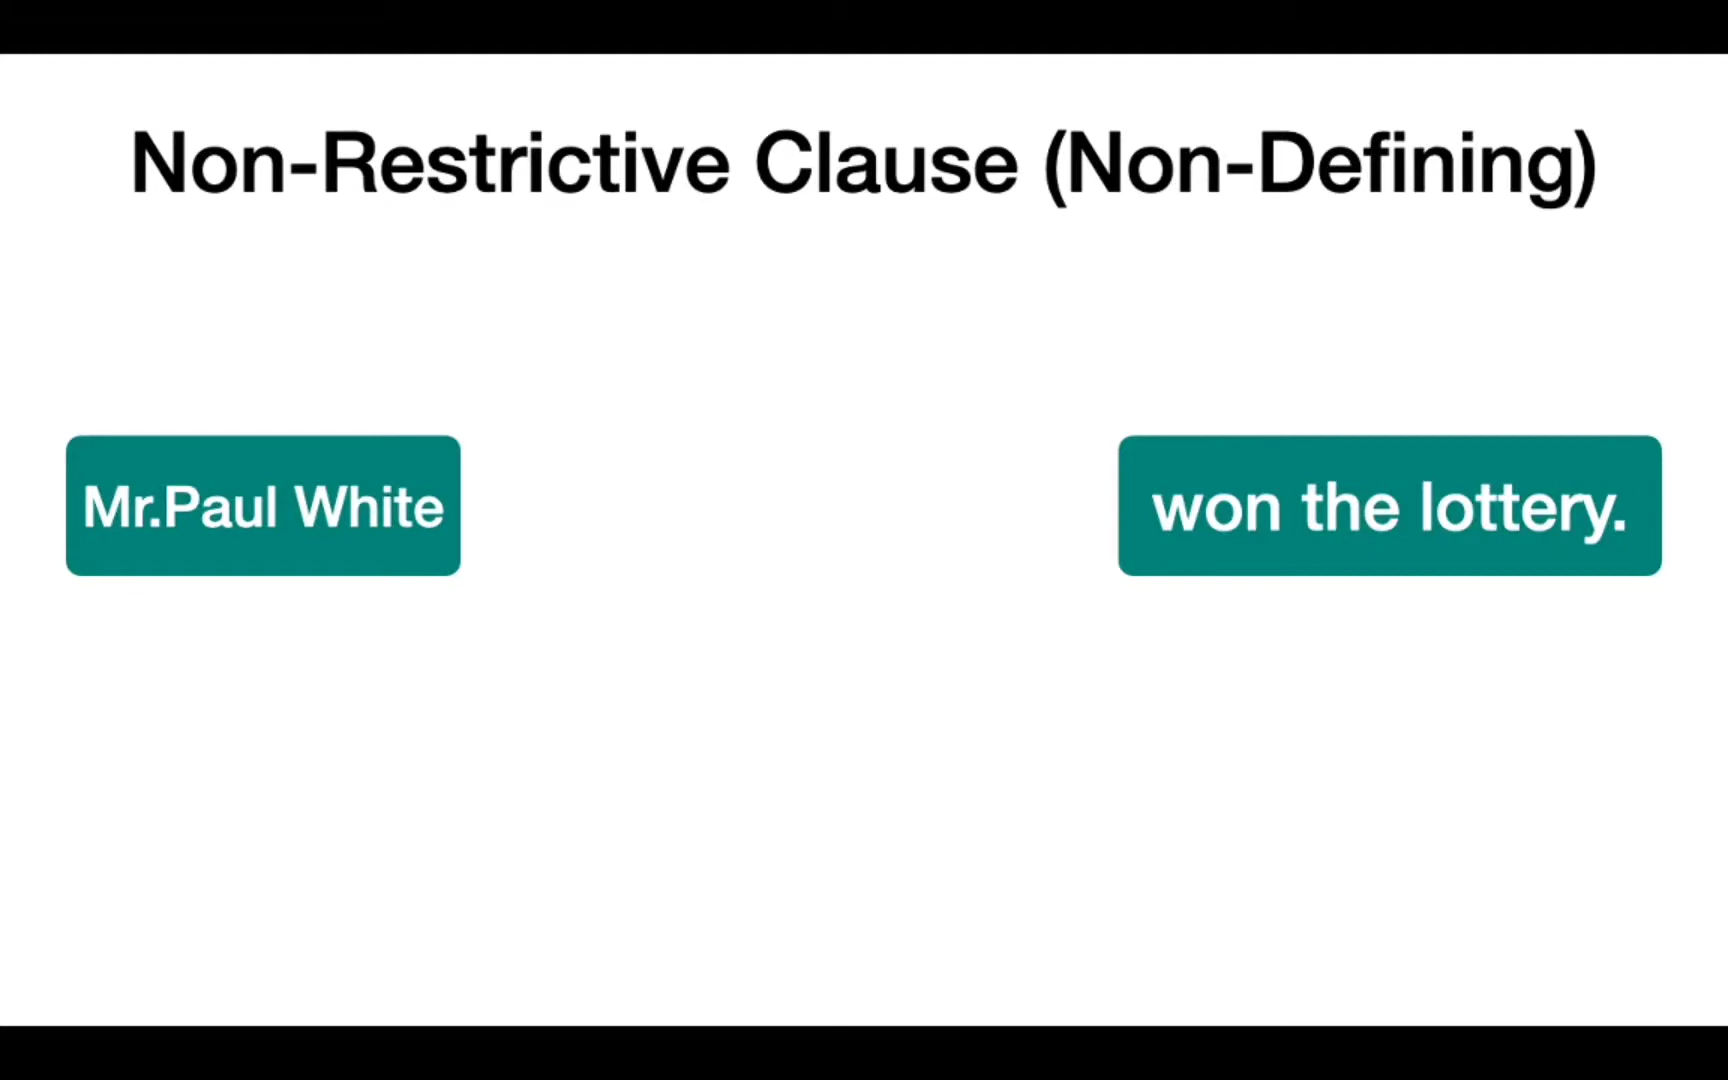 Non-Restrictive Clause (Non-Defining)
Mr.Paul White
won the lottery.